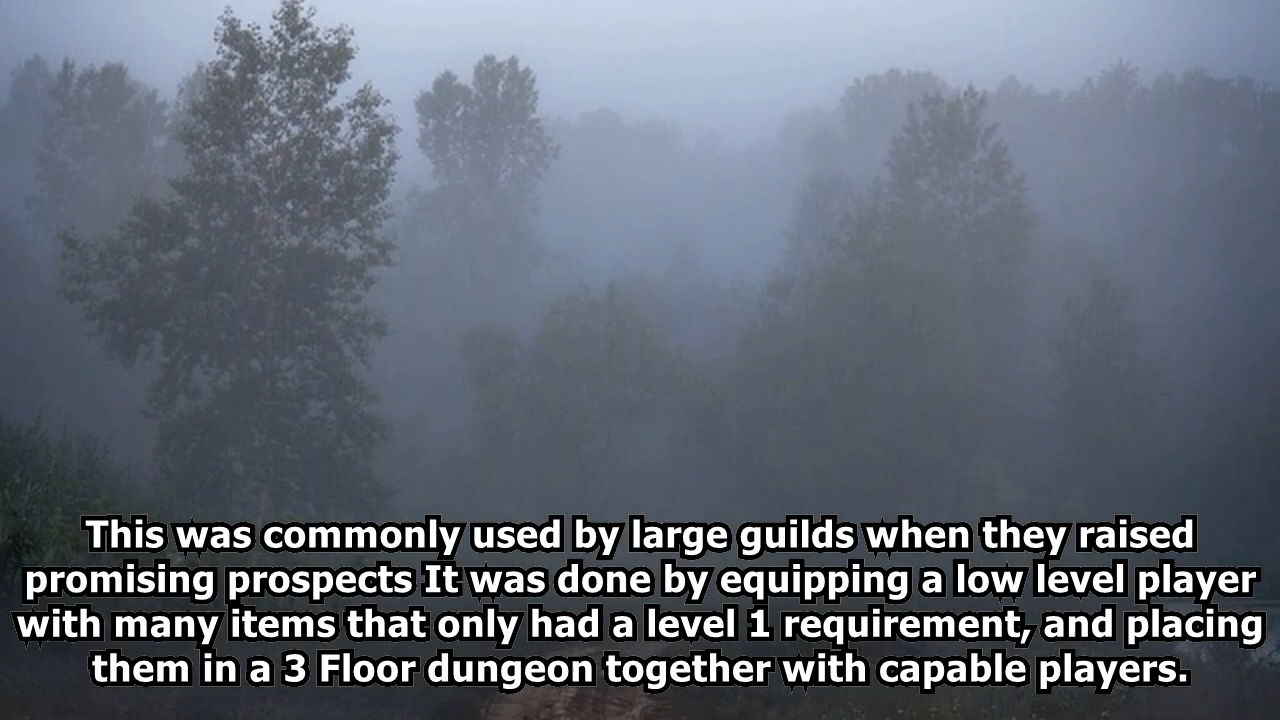 This was commonly used by large guilds when they raised
promising prospects It was done by equipping a low level player
with many items that only had a level 1 requirement, and placing
them in a 3 Floor dungeon together with capable players.